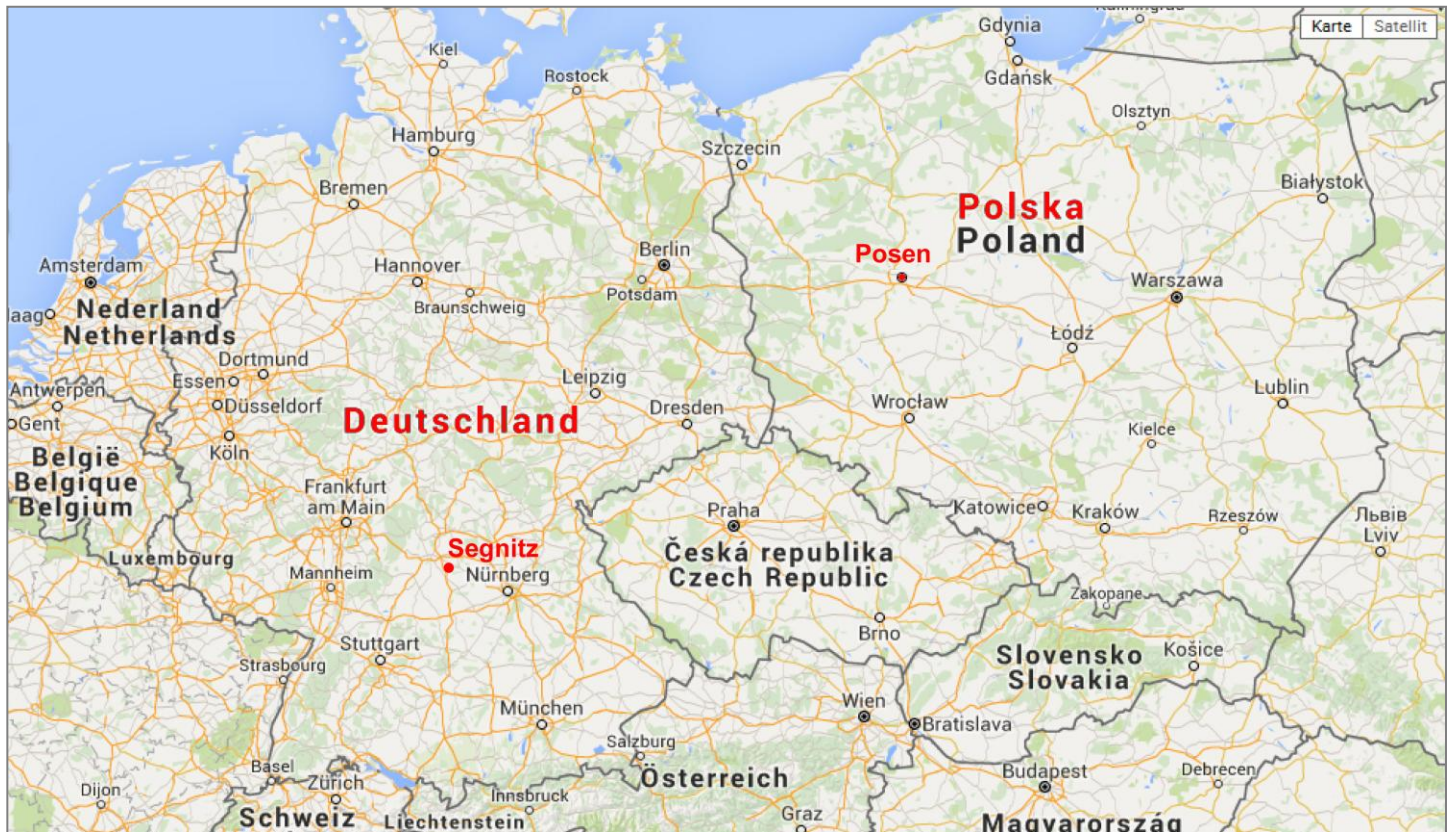 Kaliningrad
Gdynia
Karte
Satellit
Kiel
Gdańsk
Rostock
Olsztyn
Hamburg
Szczecin
Białystok
Bremen
Polska
Poland
Berlin
Posen
Amsterdam
Hannover
Potsdam
Warszawa
Braunschweig
Nederland
Netherlands
aag
Łódź
Dortmund
Essen
Leipzig
Antwerpen
Düsseldorf
Lublin
Gent
Deutschland
Dresden
Wrocław
Kielce
Köln
België
Belgique
Belgium
Frankfurt
am Main
Praha
Katowice
Kraków
Rzeszów
Львів
Lviv
Luxembourg
Segnitz
Česká republika
Czech Republic
Mannheim
Nürnberg
Zakopane
Brno
Stuttgart
Strasbourg
Slovensko
Slovakia
Košice
München
Wien
Bratislava
Salzburg
Basel
Zürich
Österreich
Budapest
Debrecen
Dijon
Innsbruck
Schweiz
Liechtenstein
Graz
Magyarország